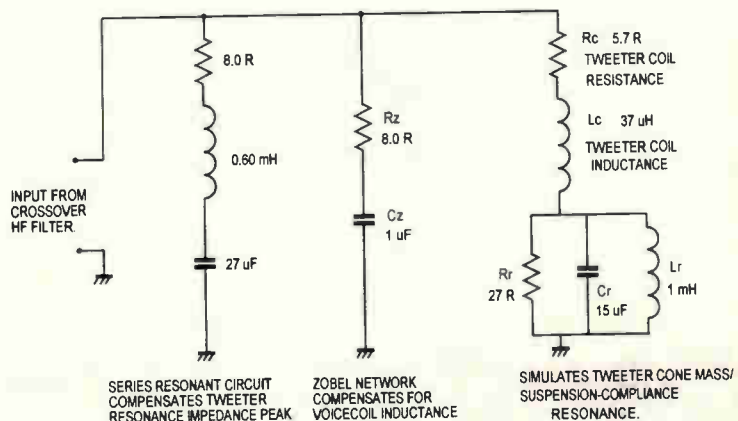 8.0 R
0.60 mH
27 uF
Rz
8.0 R
Cz
1 uF
Rc 5.7 R
TWEETER COIL
RESISTANCE
Lc 37 uH
TWEETER COIL
INDUCTANCE
Rr
27 R
Cr
15 uF
Lr
1 mH
INPUT FROM
CROSSOVER
HF FILTER.
SERIES RESONANT CIRCUIT
COMPENSATES TWEETER
RESONANCE IMPEDANCE PEAK
ZOBEL NETWORK
COMPENSATES FOR
VOICECOIL INDUCTANCE
SIMULATES TWEETER CONE MASS/
SUSPENSION-COMPLIANCE
RESONANCE.